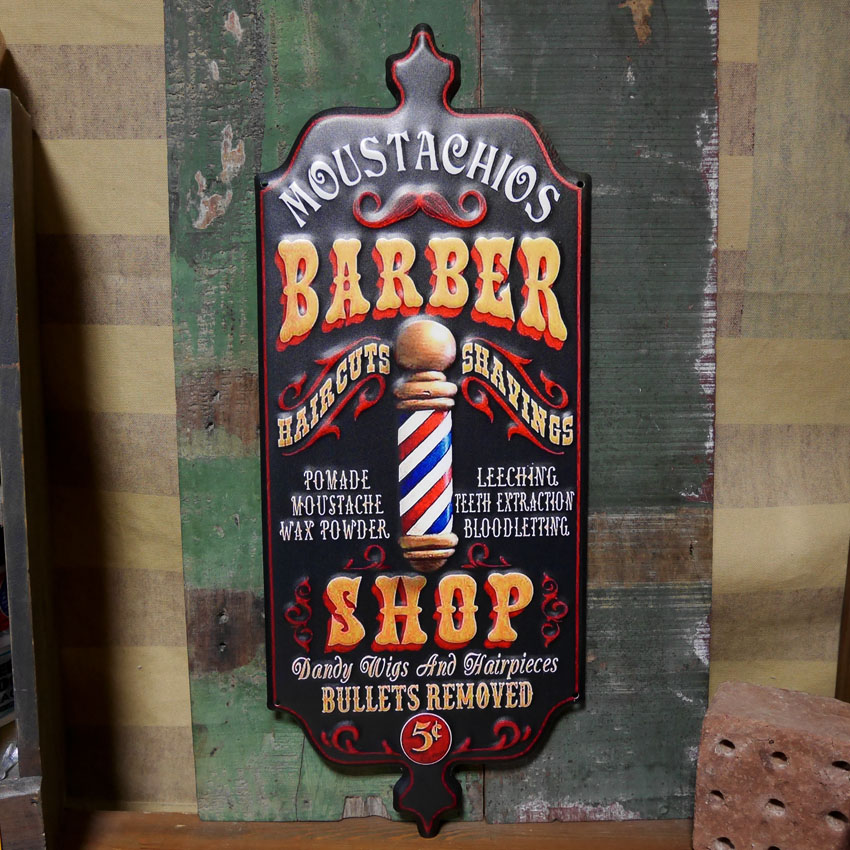 MOUSTACHIOS
BARBER
HAIRCUTS
SHAVINGS
POMADE
MOUSTACHE
WAX POWDER
LEECHING
TEETH EXTRACTION
BLOODLETTING
SHOP
Dandy Wigs And Hairpieces
BULLETS REMOVED
5¢